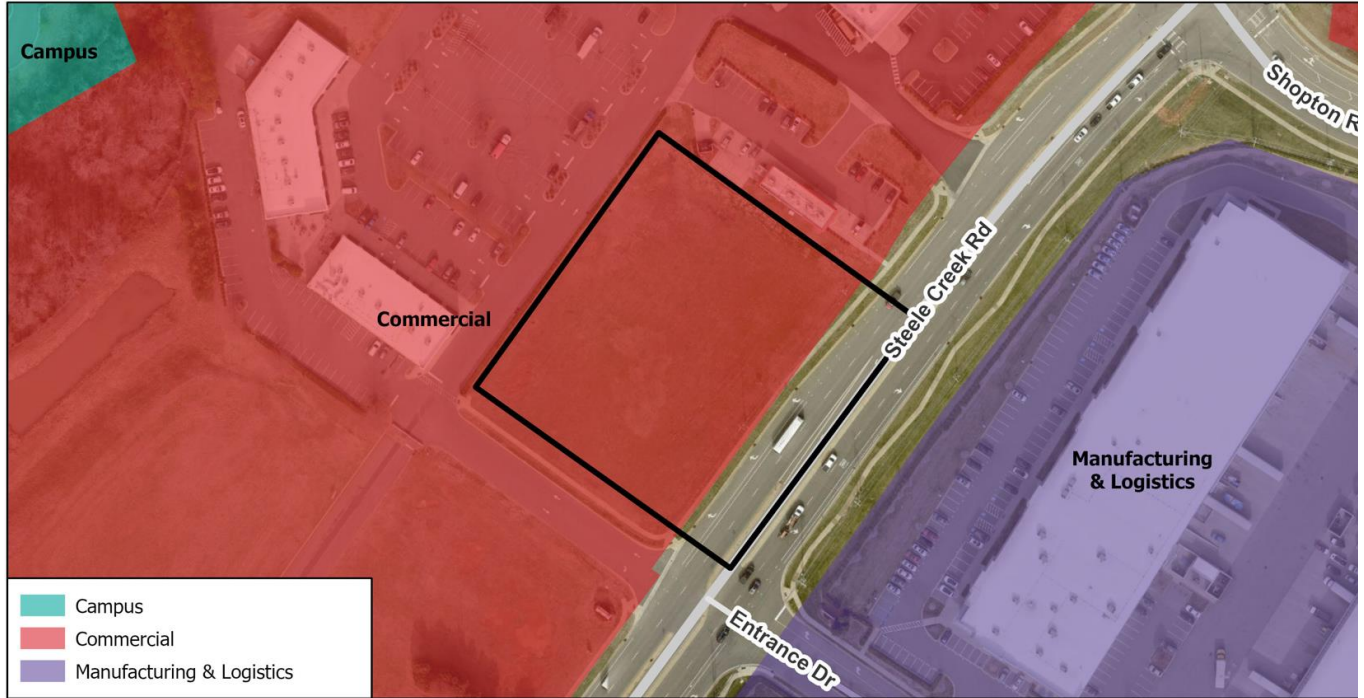 Campus
Shopton R
Steele Creek Rd
Commercial
Manufacturing
& Logistics
Entrance Dr
Campus
Commercial
Manufacturing & Logistics